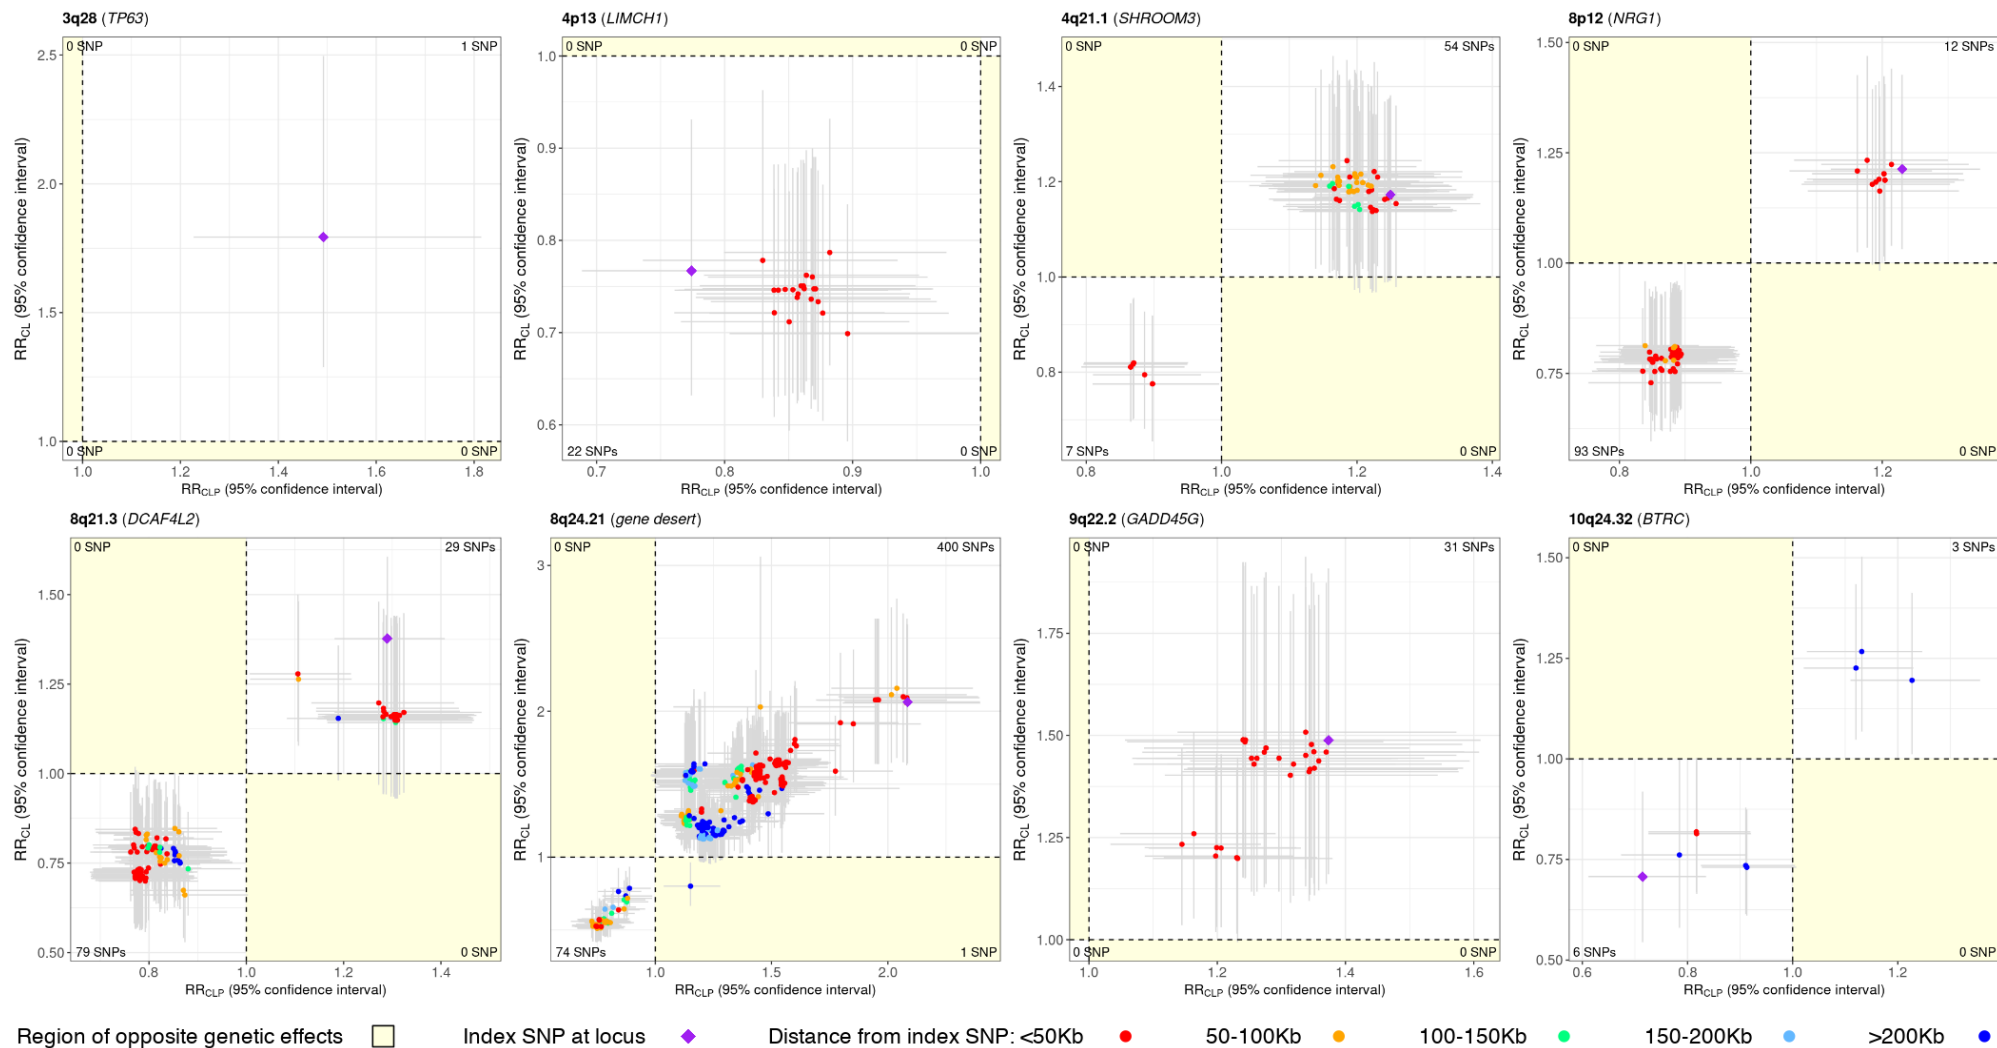 3q28 (TP63)
0 SNP
1 SNP
2.5
2.0
1.5
1.0
0 SNP
0 SNP
1.0
1.2
1.4
1.6
1.8
RRCLP (95% confidence interval)
RRCL (95% confidence interval)
4p13 (LIMCH1)
0 SNP
0 SNP
1.0
0.9
0.8
0.7
0.6
22 SNPs
0 SNP
0.7
0.8
0.9
1.0
RRCLP (95% confidence interval)
RRCL (95% confidence interval)
4q21.1 (SHROOM3)
0 SNP
54 SNPs
1.4
1.2
1.0
0.8
7 SNPs
0 SNP
0.8
1.0
1.2
1.4
RRCLP (95% confidence interval)
RRCL (95% confidence interval)
8p12 (NRG1)
0 SNP
12 SNPs
1.50
1.25
1.00
0.75
93 SNPs
0 SNP
0.8
1.0
1.2
RRCLP (95% confidence interval)
RRCL (95% confidence interval)
8q21.3 (DCAF4L2)
0 SNP
29 SNPs
1.50
1.25
1.00
0.75
0.50
79 SNPs
0 SNP
0.8
1.0
1.2
1.4
RRCLP (95% confidence interval)
RRCL (95% confidence interval)
8q24.21 (gene desert)
0 SNP
400 SNPs
3
2
1
74 SNPs
1 SNP
1.0
1.5
2.0
RRCLP (95% confidence interval)
RRCL (95% confidence interval)
9q22.2 (GADD45G)
0 SNP
31 SNPs
1.75
1.50
1.25
1.00
0 SNP
0 SNP
1.0
1.2
1.4
1.6
RRCLP (95% confidence interval)
RRCL (95% confidence interval)
10q24.32 (BTRC)
0 SNP
3 SNPs
1.50
1.25
1.00
0.75
0.50
6 SNPs
0 SNP
0.6
0.8
1.0
1.2
RRCLP (95% confidence interval)
RRCL (95% confidence interval)
Region of opposite genetic effects
Index SNP at locus
Distance from index SNP: <50Kb
50-100Kb
100-150Kb
150-200Kb
>200Kb